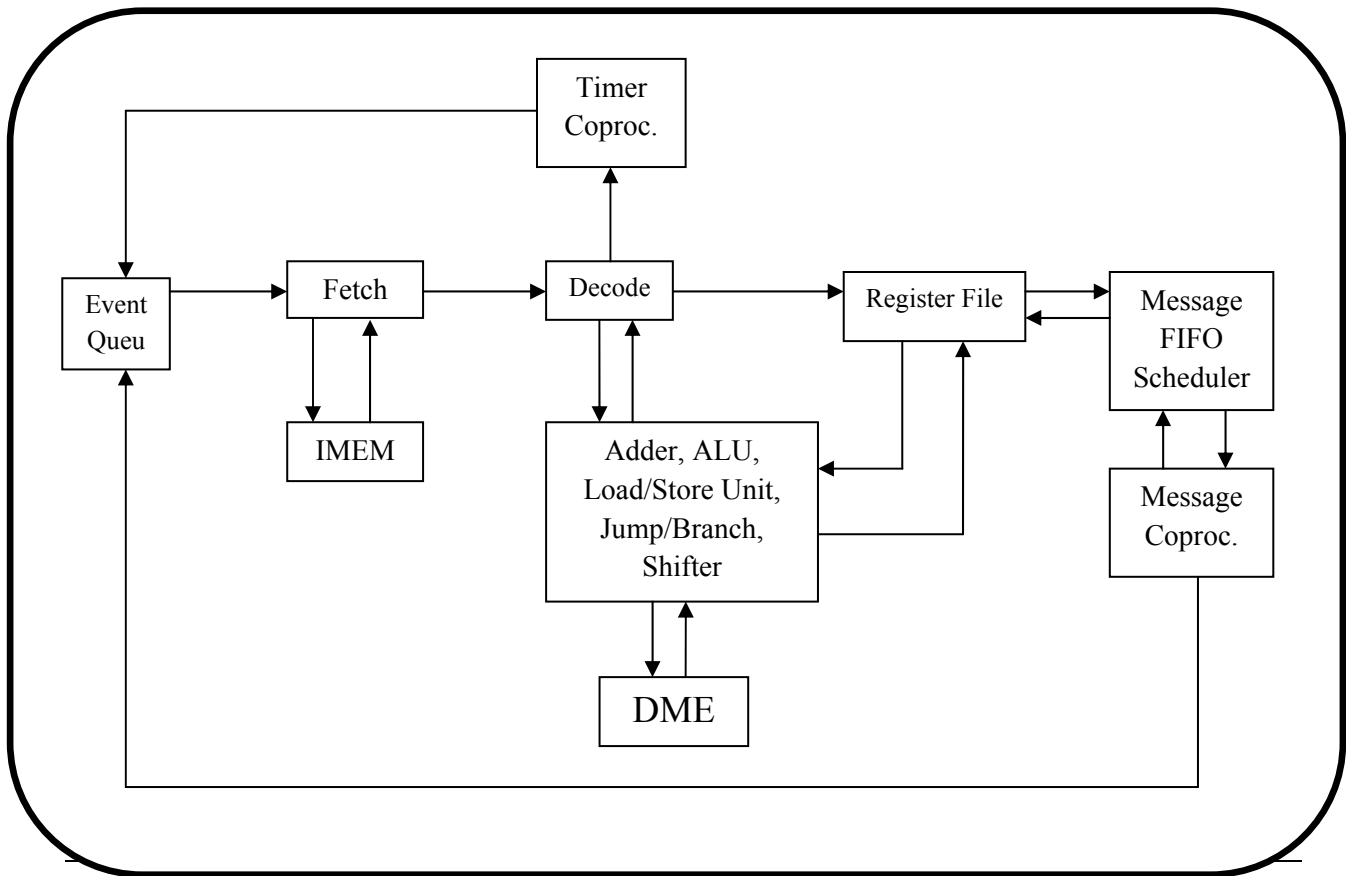 Timer
Coproc.
Event
Queu
Fetch
Decode
Register File
Message
FIFO
Scheduler
IMEM
Adder, ALU,
Load/Store Unit,
Jump/Branch,
Shifter
Message
Coproc.
DME